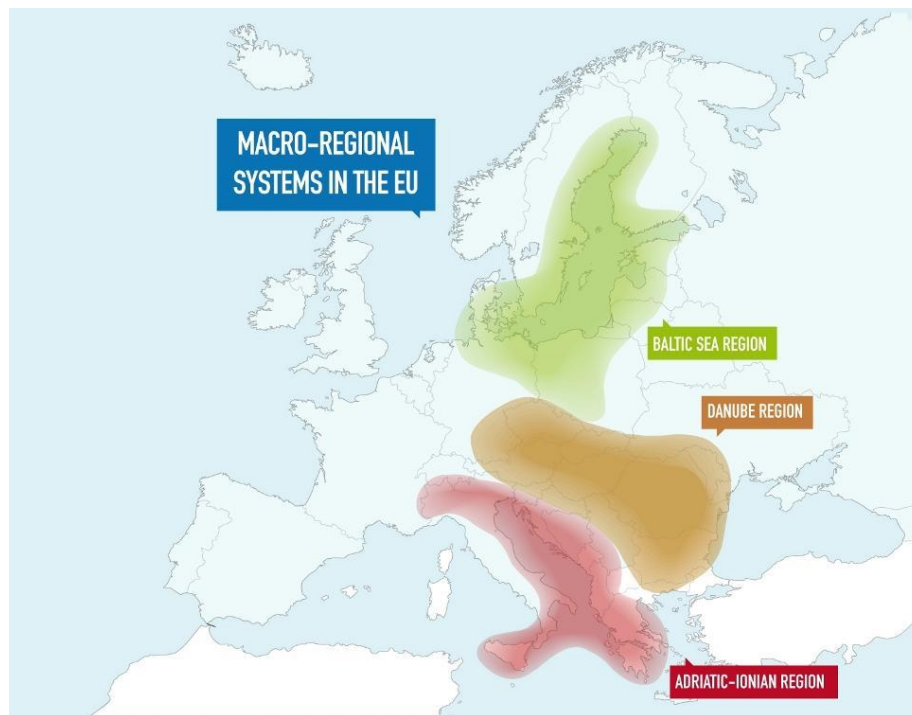 MACRO-REGIONAL
SYSTEMS IN THE EU
BALTIC SEA REGION
DANUBE REGION
ADRIATIC-IONIAN REGION